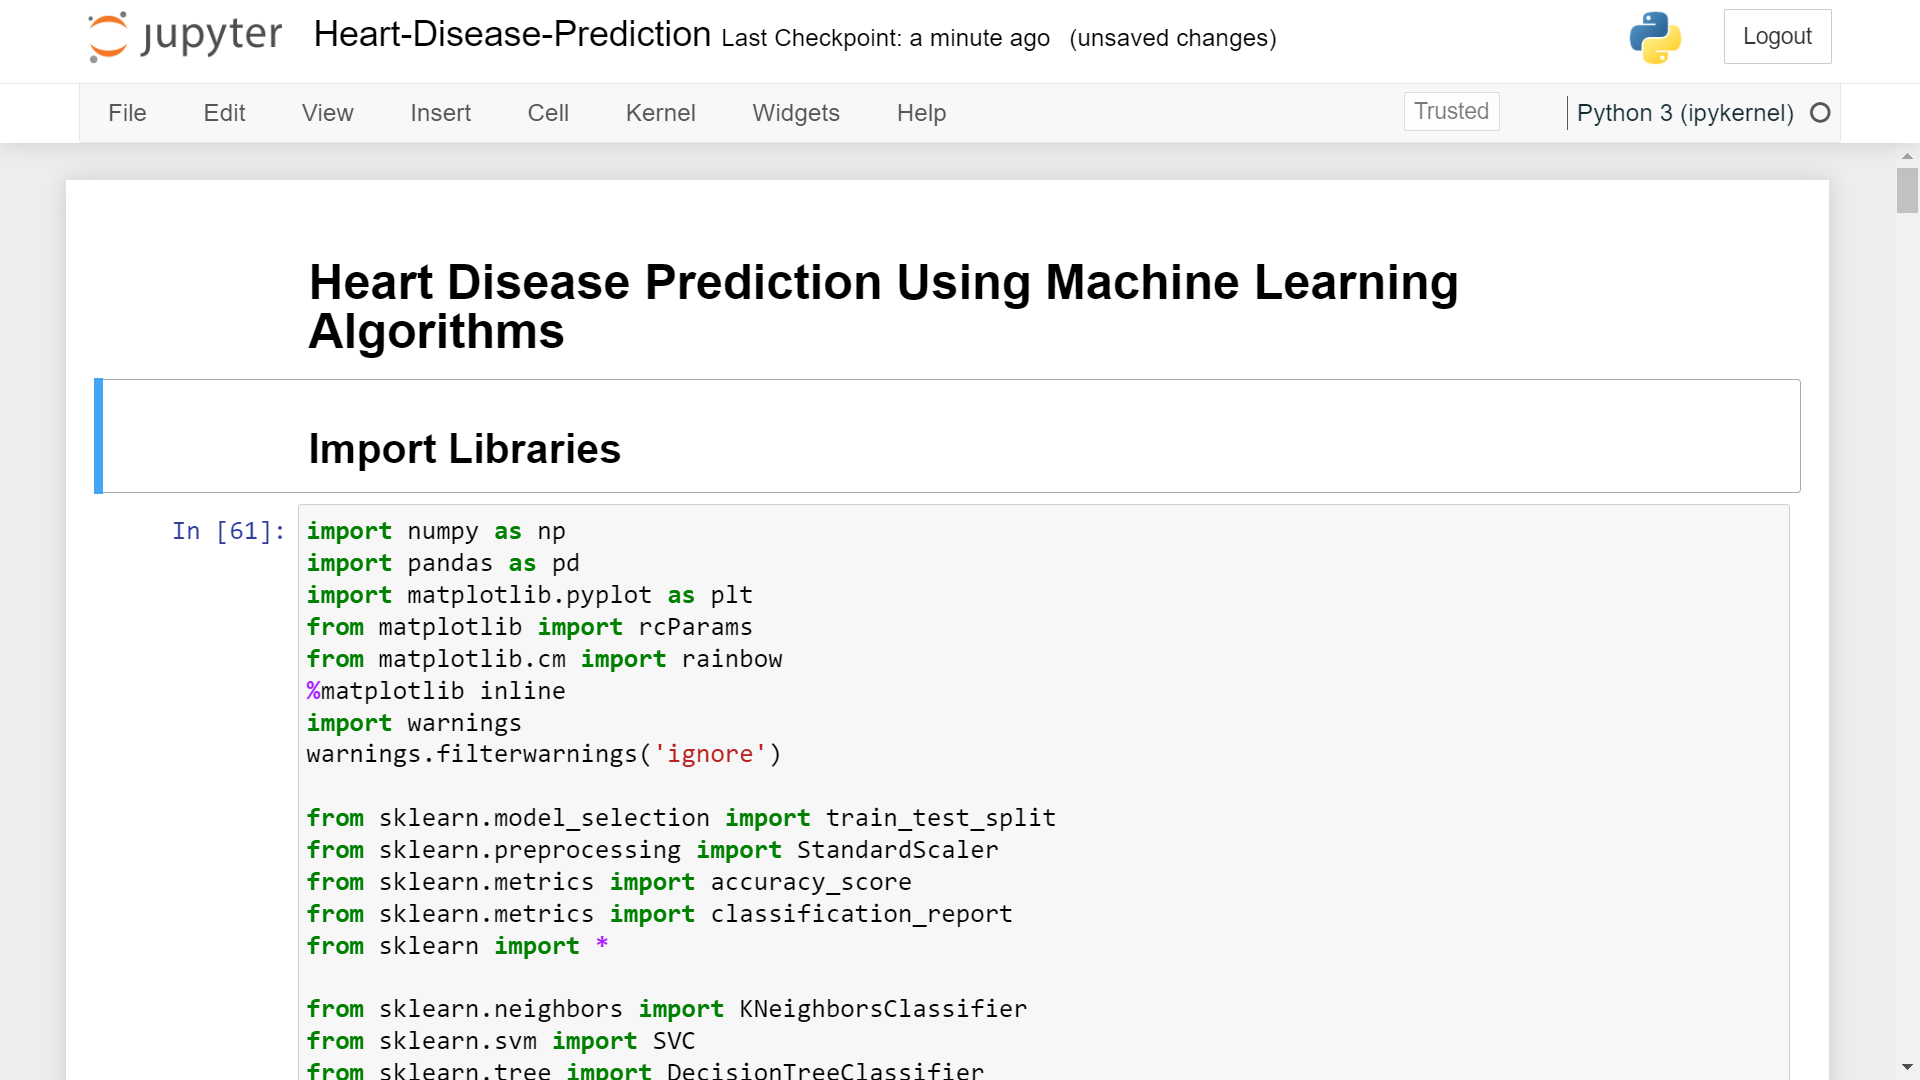 jupyter Heart-Disease-Prediction Last Checkpoint: a minute ago (unsaved changes) Logout
File Edit View Insert Cell Kernel Widgets Help Trusted Python 3 (ipykernel)
Heart Disease Prediction Using Machine Learning
Algorithms
Import Libraries
In [61]: import numpy as np
import pandas as pd
import matplotlib.pyplot as plt
from matplotlib import rcParams
from matplotlib.cm import rainbow
%matplotlib inline
import warnings
warnings.filterwarnings('ignore')
from sklearn.model_selection import train_test_split
from sklearn.preprocessing import StandardScaler
from sklearn.metrics import accuracy_score
from sklearn.metrics import classification_report
from sklearn import *
from sklearn.neighbors import KNeighborsClassifier
from sklearn.svm import SVC
from sklearn.tree import DecisionTreeClassifier